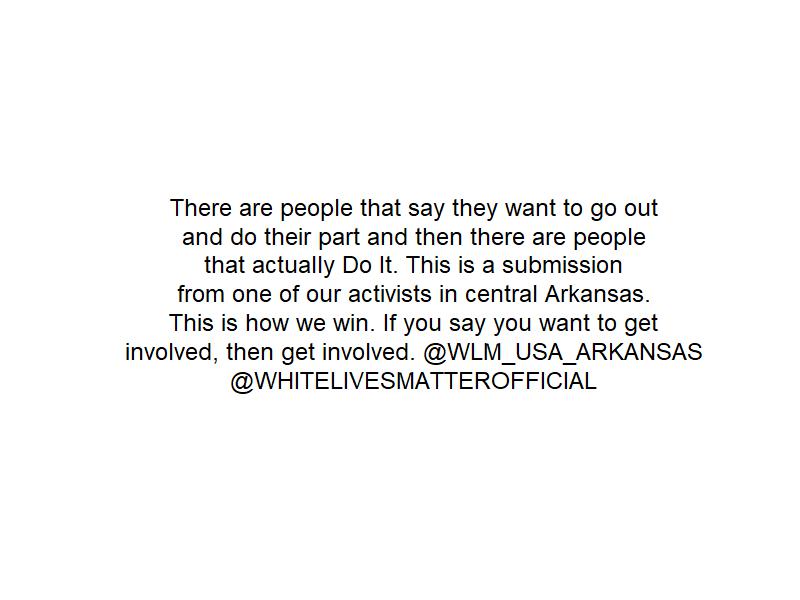 There are people that say they want to go out
and do their part and then there are people
that actually Do It. This is a submission
from one of our activists in central Arkansas.
This is how we win. If you say you want to get
involved, then get involved. @WLM_USA_ARKANSAS
@WHITELIVESMATTEROFFICIAL